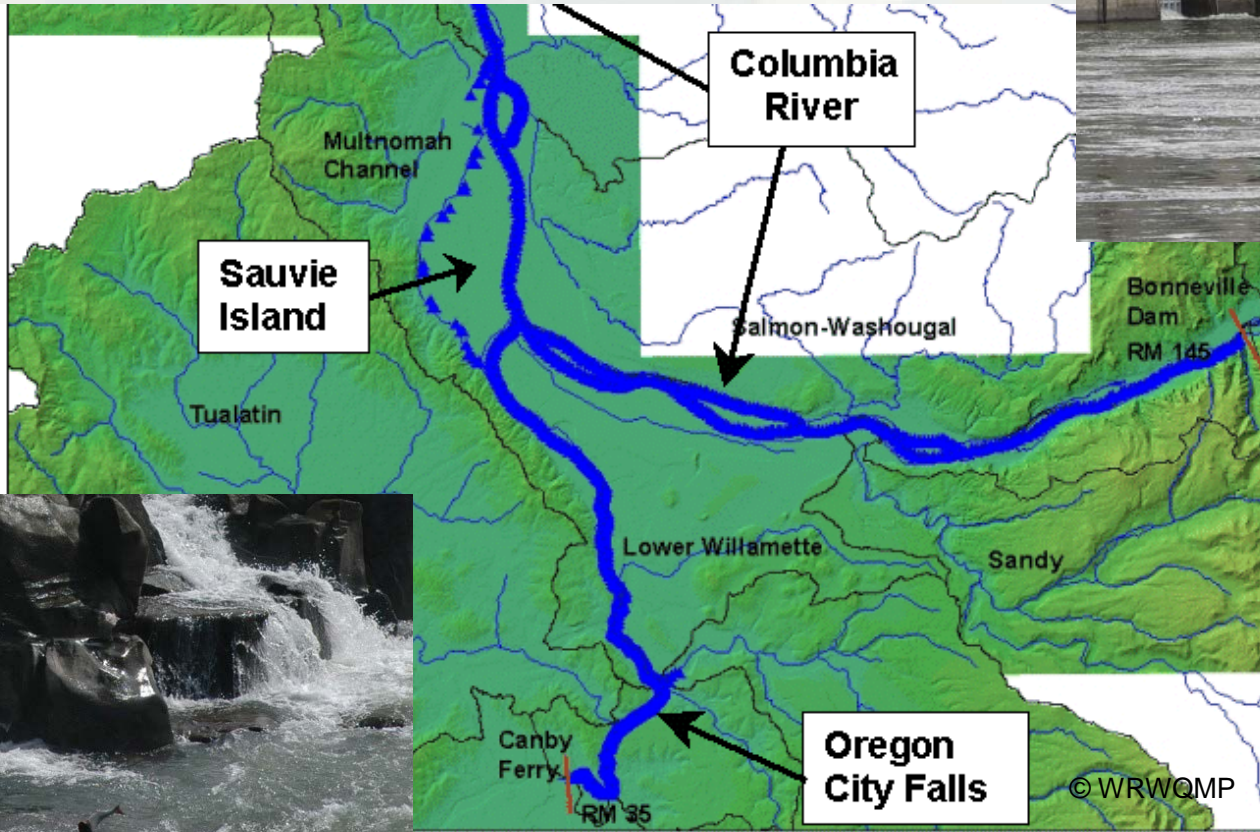 Columbia
River
Multnomah
Channel
Sauvie
Island
Bonneville
Dam
RM 145
Salmon-Washougal
Tualatin
Lower Willamette
Sandy
Canby
Ferry
RM 35
Oregon
City Falls
© WRWQMP